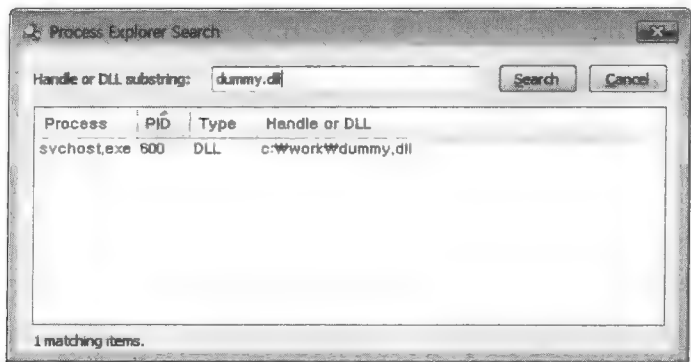 Process Explorer Search
Handle or DLL substring: dummy.dll Search Cancel
Process PID Type Handle or DLL
svchost,exe 600 DLL c:₩work₩dummy,dll
1 matching items.